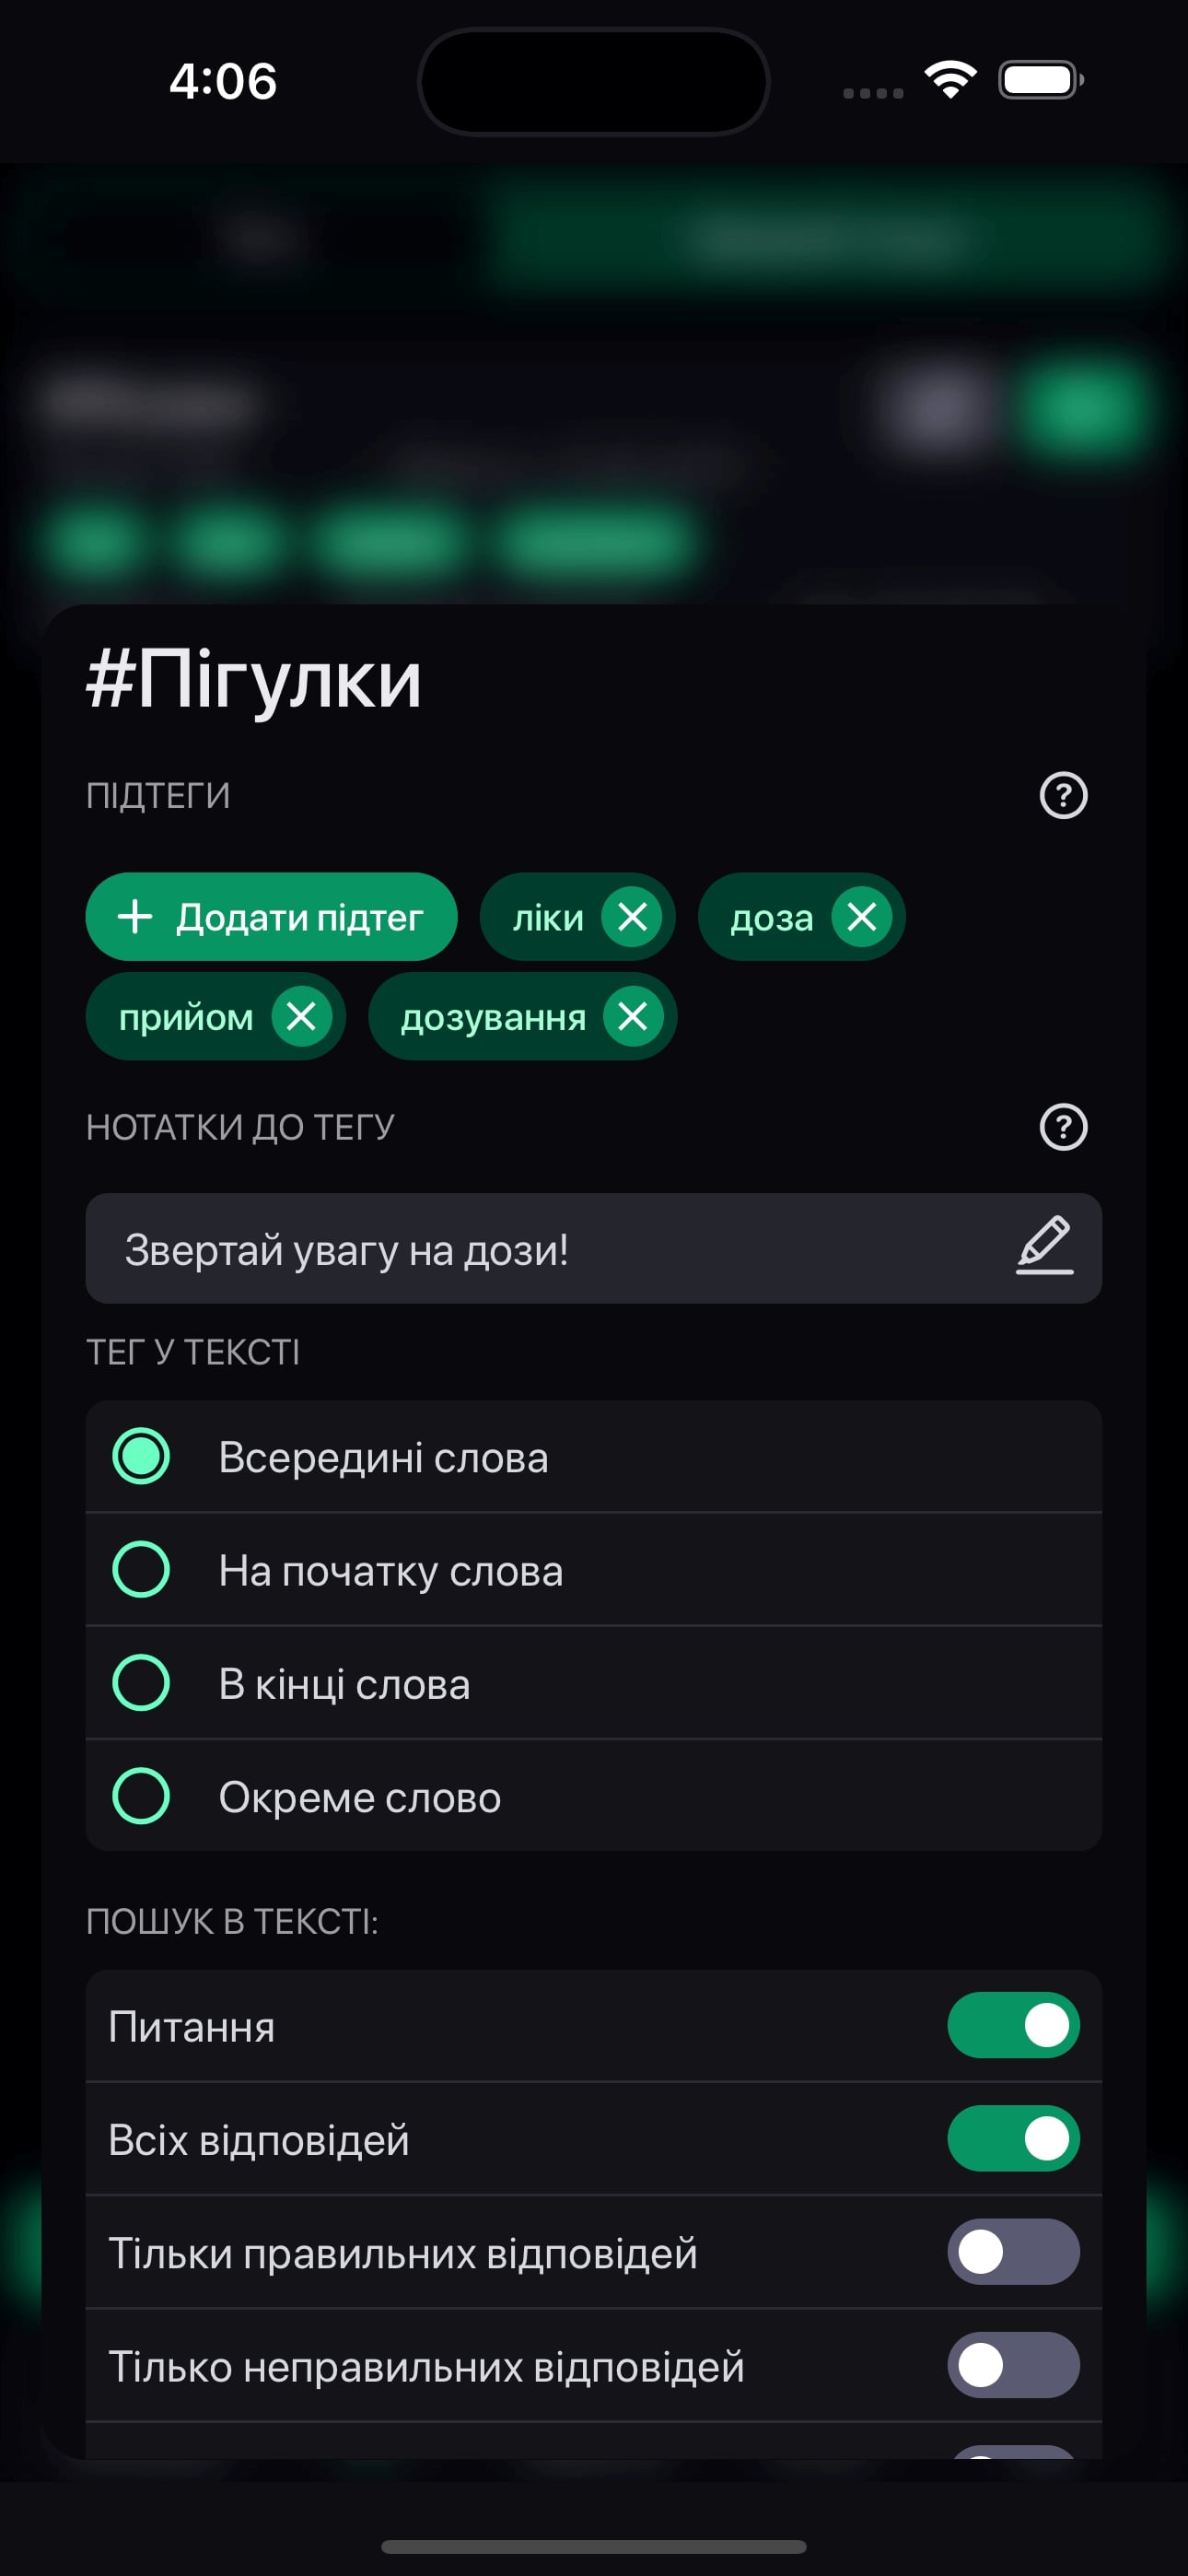 4:06
#Пігулки
ПІДТЕГИ
Додати підтег
ліки
доза
прийом
дозування
НОТАТКИ ДО ТЕГУ
Звертай увагу на дози!
ТЕГ У ТЕКСТІ
Всередині слова
На початку слова
В кінці слова
Окреме слово
ПОШУК В ТЕКСТІ:
Питання
Всіх відповідей
Тільки правильних відповідей
Тілько неправильних відповідей